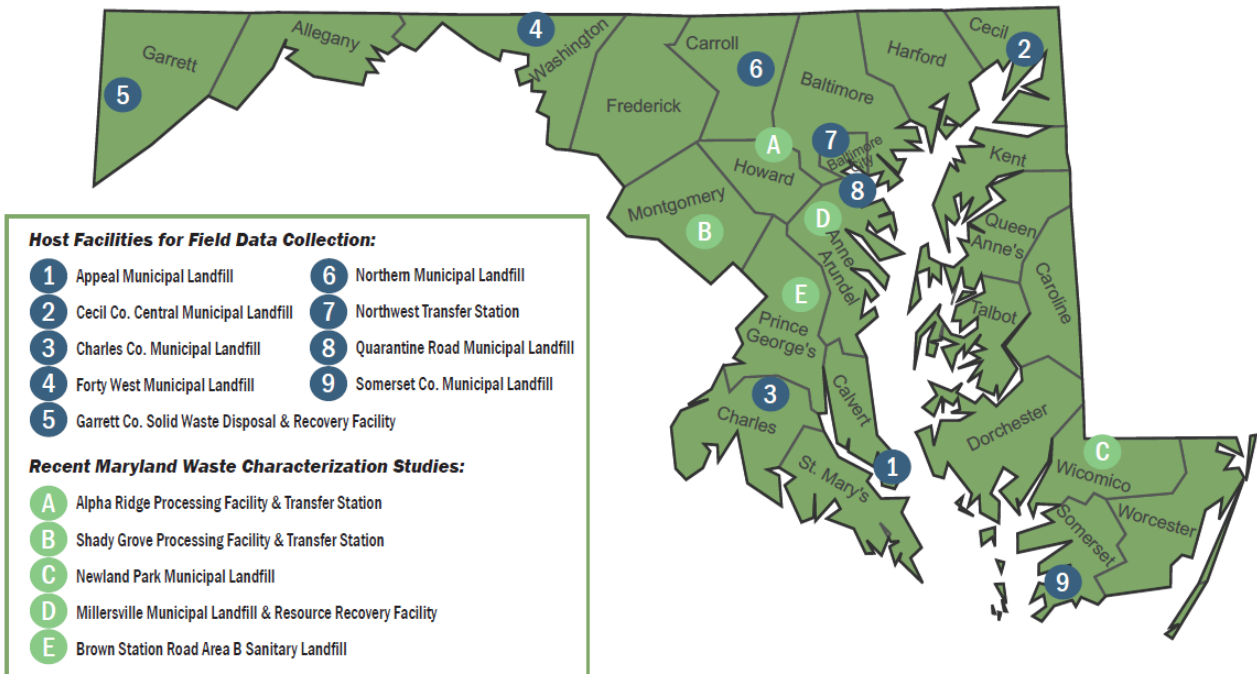 4
Allegany
Washington
Carroll
Harford
Cecil
2
Garrett
5
6
Baltimore
Frederick
A
7
Baltimore
City
Kent
Howard
8
Montgomery
B
D
Queen
Anne's
Anne
Arundel
Caroline
E
Talbot
Prince
George's
3
Calvert
Charles
Dorchester
1
C
Wicomico
St. Mary's
Somerset
Worcester
9
Host Facilities for Field Data Collection:
1 Appeal Municipal Landfill
2 Cecil Co. Central Municipal Landfill
3 Charles Co. Municipal Landfill
4 Forty West Municipal Landfill
5 Garrett Co. Solid Waste Disposal & Recovery Facility
6 Northern Municipal Landfill
7 Northwest Transfer Station
8 Quarantine Road Municipal Landfill
9 Somerset Co. Municipal Landfill
Recent Maryland Waste Characterization Studies:
A Alpha Ridge Processing Facility & Transfer Station
B Shady Grove Processing Facility & Transfer Station
C Newland Park Municipal Landfill
D Millersville Municipal Landfill & Resource Recovery Facility
E Brown Station Road Area B Sanitary Landfill